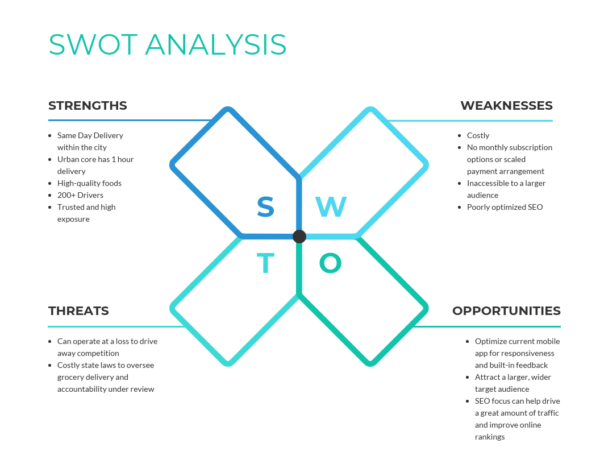 SWOT ANALYSIS
STRENGTHS
Same Day Delivery
within the city
Urban core has 1 hour
delivery
High-quality foods
200+ Drivers
Trusted and high
exposure
WEAKNESSES
Costly
No monthly subscription
options or scaled
payment arrangement
Inaccessible to a larger
audience
Poorly optimized SEO
S
W
T
O
THREATS
Can operate at a loss to drive
away competition
Costly state laws to oversee
grocery delivery and
accountability under review
OPPORTUNITIES
Optimize current mobile
app for responsiveness
and built-in feedback
Attract a larger, wider
target audience
SEO focus can help drive
a great amount of traffic
and improve online
rankings